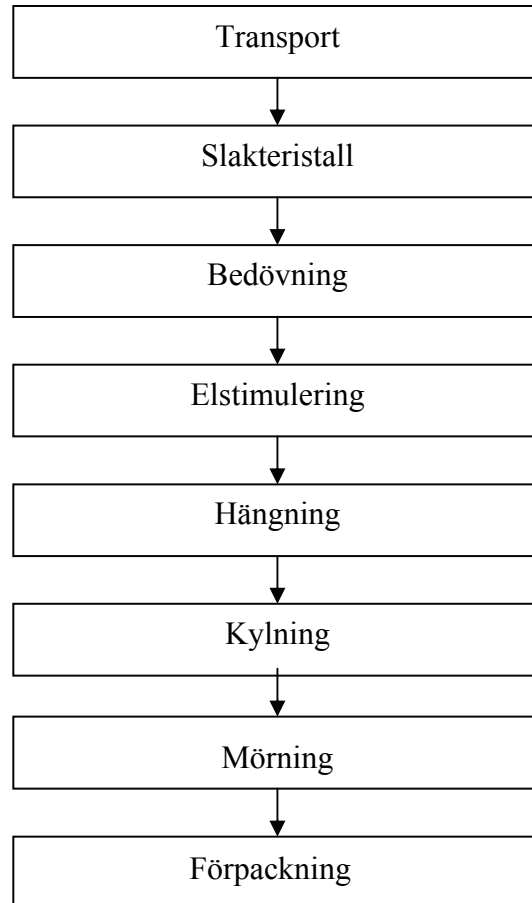 Transport
Slakteristall
Bedövning
Elstimulering
Hängning
Kylning
Mörning
Förpackning